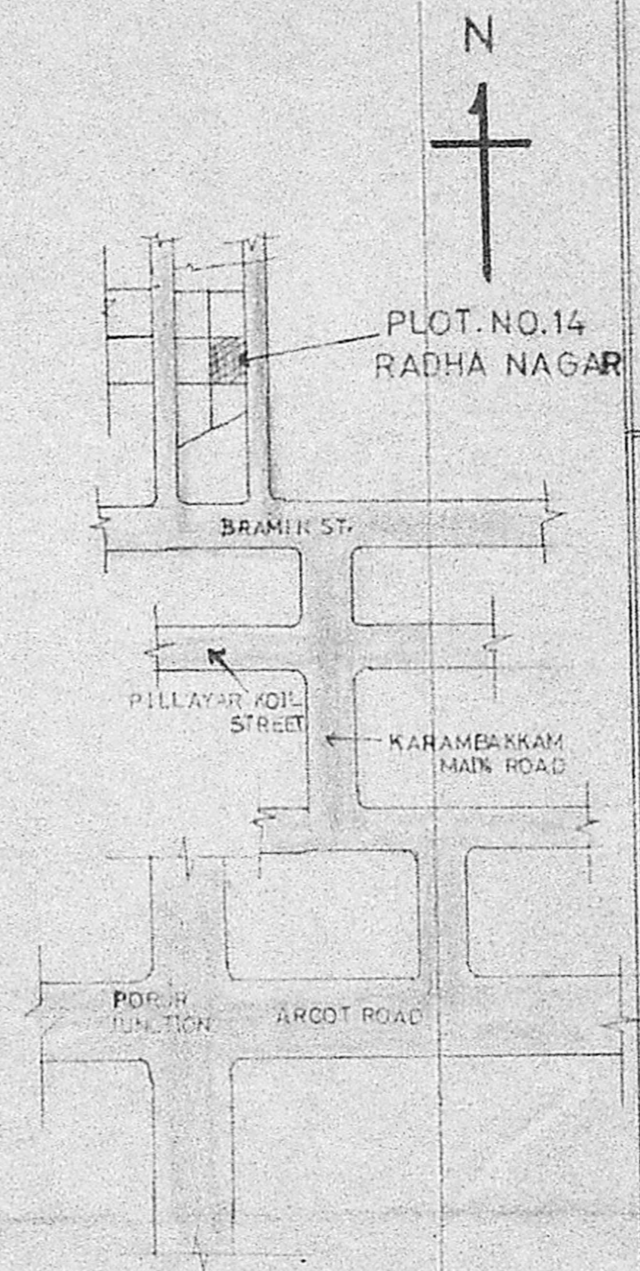 N
PLOT.NO.14
RADHA NAGAR
BRAMIN ST.
PILLAYAR KOIL
STREET
KARAMBAKKAM
MAIN ROAD
PORUR
JUNCTION
ARCOT ROAD